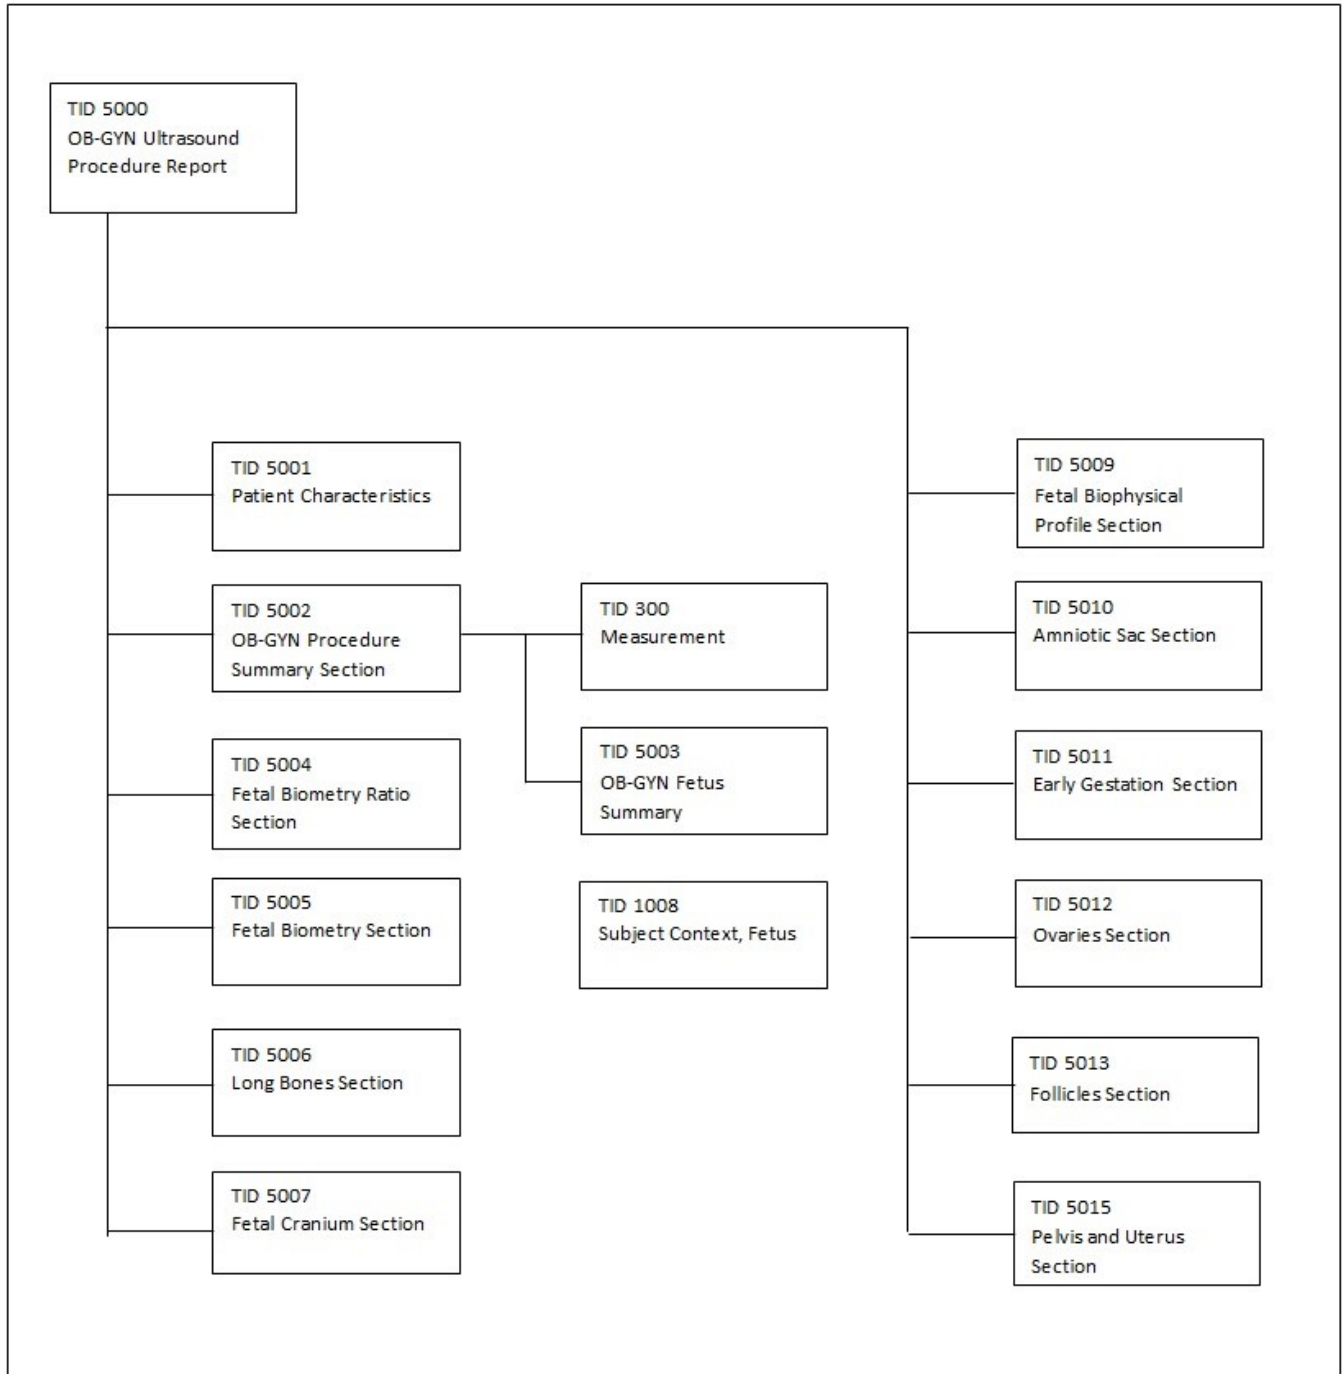 TID 5000
OB-GYN Ultrasound
Procedure Report
TID 5001
Patient Characteristics
TID 5002
OB-GYN Procedure
Summary Section
TID 5004
Fetal Biometry Ratio
Section
TID 5005
Fetal Biometry Section
TID 5006
Long Bones Section
TID 5007
Fetal Cranium Section
TID 300
Measurement
TID 5003
OB-GYN Fetus
Summary
TID 1008
Subject Context, Fetus
TID 5009
Fetal Biophysical
Profile Section
TID 5010
Amniotic Sac Section
TID 5011
Early Gestation Section
TID 5012
Ovaries Section
TID 5013
Follicles Section
TID 5015
Pelvis and Uterus
Section